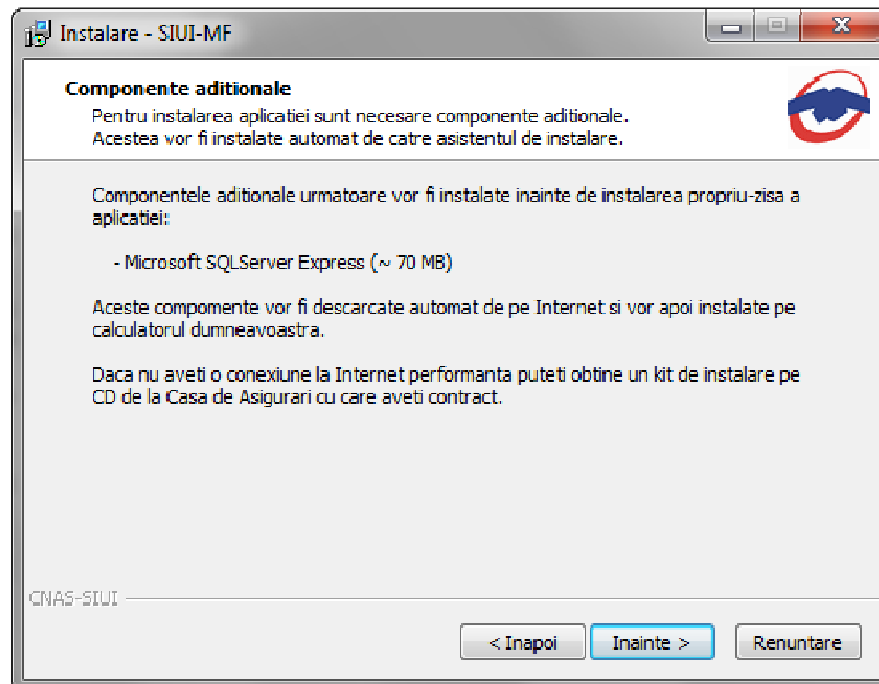 Instalare - SIUI-MF
Componente aditionale
Pentru instalarea aplicatiei sunt necesare componente aditionale.
Acestea vor fi instalate automat de catre asistentul de instalare.
Componentele aditionale urmatoare vor fi instalate inainte de instalarea propriu-zisa a
aplicatiei:
- Microsoft SQLServer Express (~ 70 MB)
Aceste compomente vor fi descarcate automat de pe Internet si vor apoi instalate pe
calculatorul dumneavoastra.
Daca nu aveti o conexiune la Internet performanta puteti obtine un kit de instalare pe
CD de la Casa de Asigurari cu care aveti contract.
CNAS-SIUI
< Inapoi
Inainte >
Renuntare